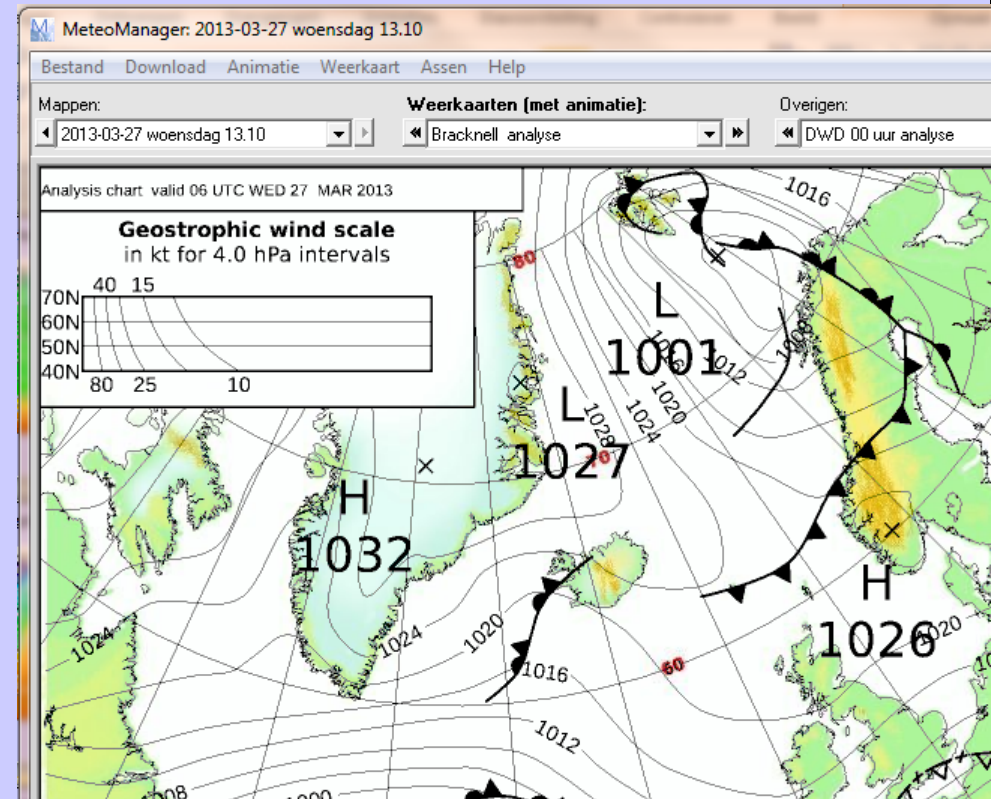 MeteoManager: 2013-03-27 woensdag 13.10
Bestand Download Animatie Weerkaart Assen Help
Mappen: Weerkaarten (met animatie): Overigen:
2013-03-27 woensdag 13.10 Bracknell analyse DWD 00 uur analyse
Analysis chart valid 06 UTC WED 27 MAR 2013
Geostrophic wind scale
in kt for 4.0 hPa intervals
40 15
70N
60N
50N
40N
80 25 10
1016
80
L
1001
1008
1012
1020
1024
1028
L
1027
70
H
1032
H
1026
1020
1024
1024
1020
1016
60
1012